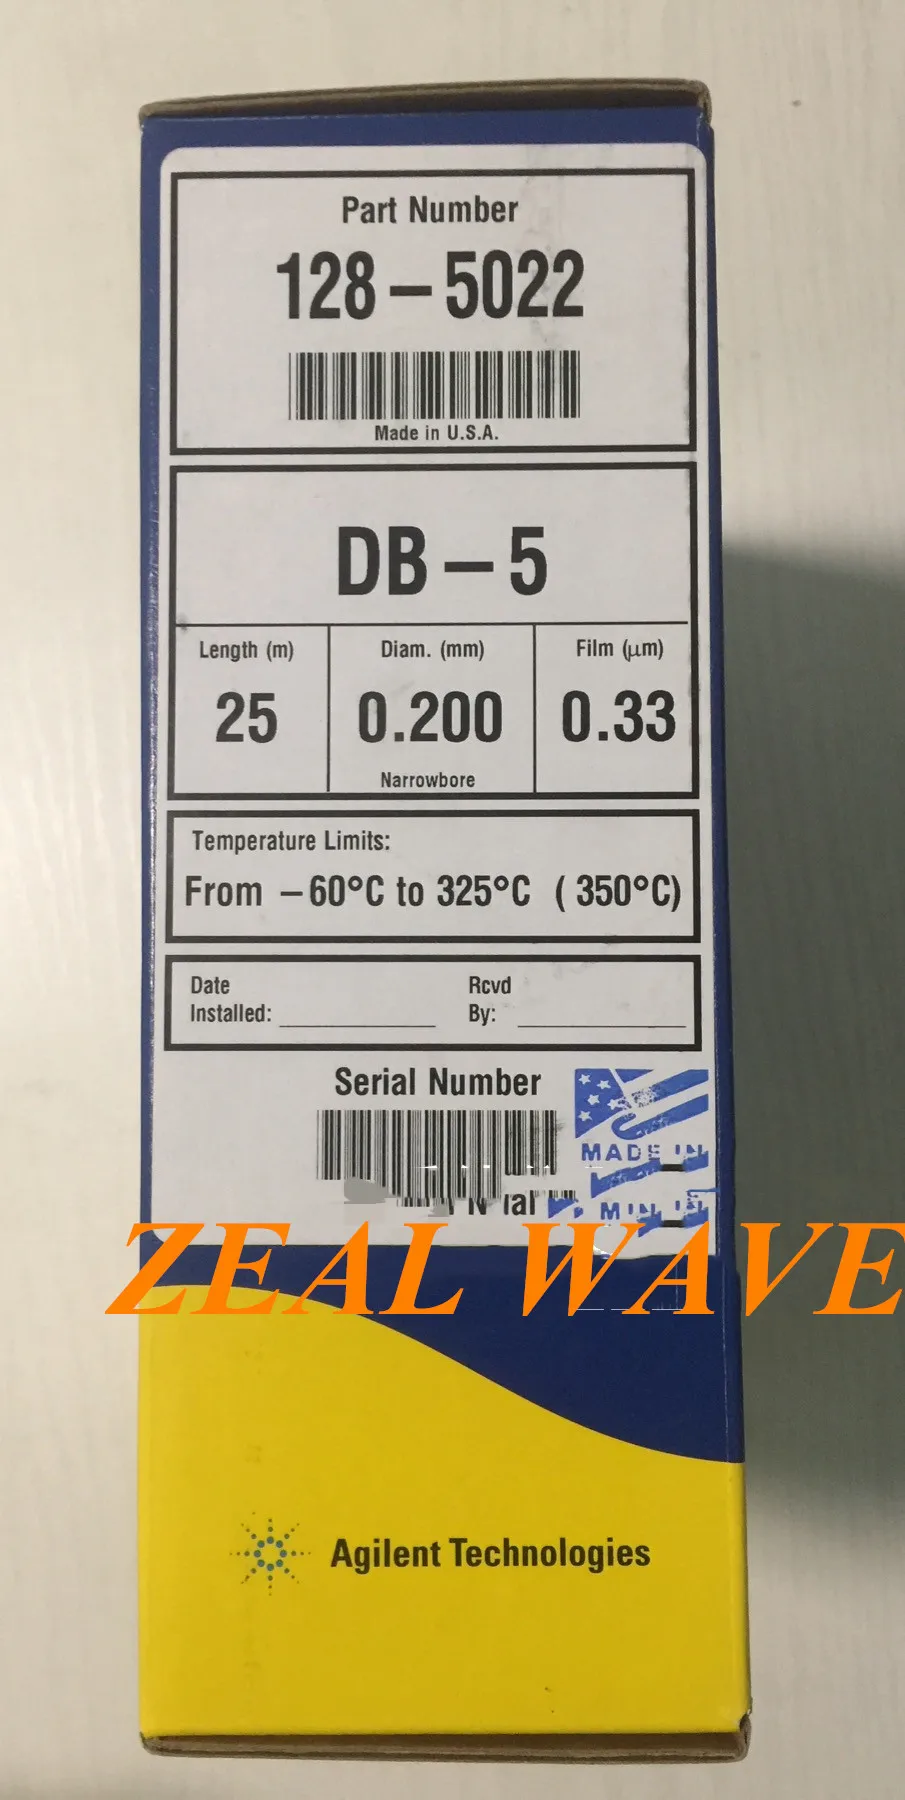 Part Number
128-5022
Made in U.S.A.
DB-5
Length (m)
Diam. (mm)
Film (μm)
25
0.200
0.33
Narrowbore
Temperature Limits:
From -60°C to 325°C (350°C)
Date
Installed:
Rcvd
By:
Serial Number
MADE IN
ZEAL WAVE
Agilent Technologies